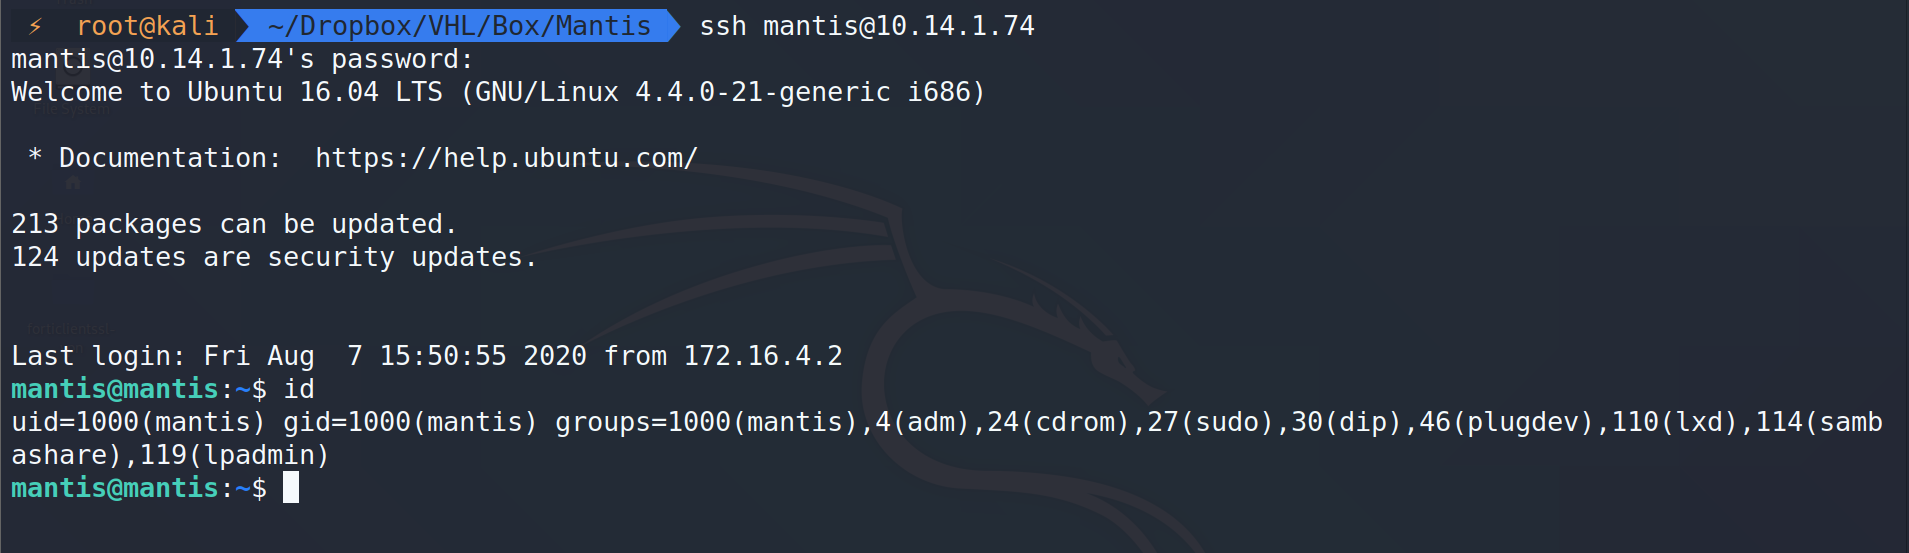 ⚡ root@kali ~/Dropbox/VHL/Box/Mantis ssh mantis@10.14.1.74
mantis@10.14.1.74's password:
Welcome to Ubuntu 16.04 LTS (GNU/Linux 4.4.0-21-generic i686)
* Documentation:  https://help.ubuntu.com/
213 packages can be updated.
124 updates are security updates.
Last login: Fri Aug  7 15:50:55 2020 from 172.16.4.2
mantis@mantis:~$ id
uid=1000(mantis) gid=1000(mantis) groups=1000(mantis),4(adm),24(cdrom),27(sudo),30(dip),46(plugdev),110(lxd),114(samb
ashare),119(lpadmin)
mantis@mantis:~$